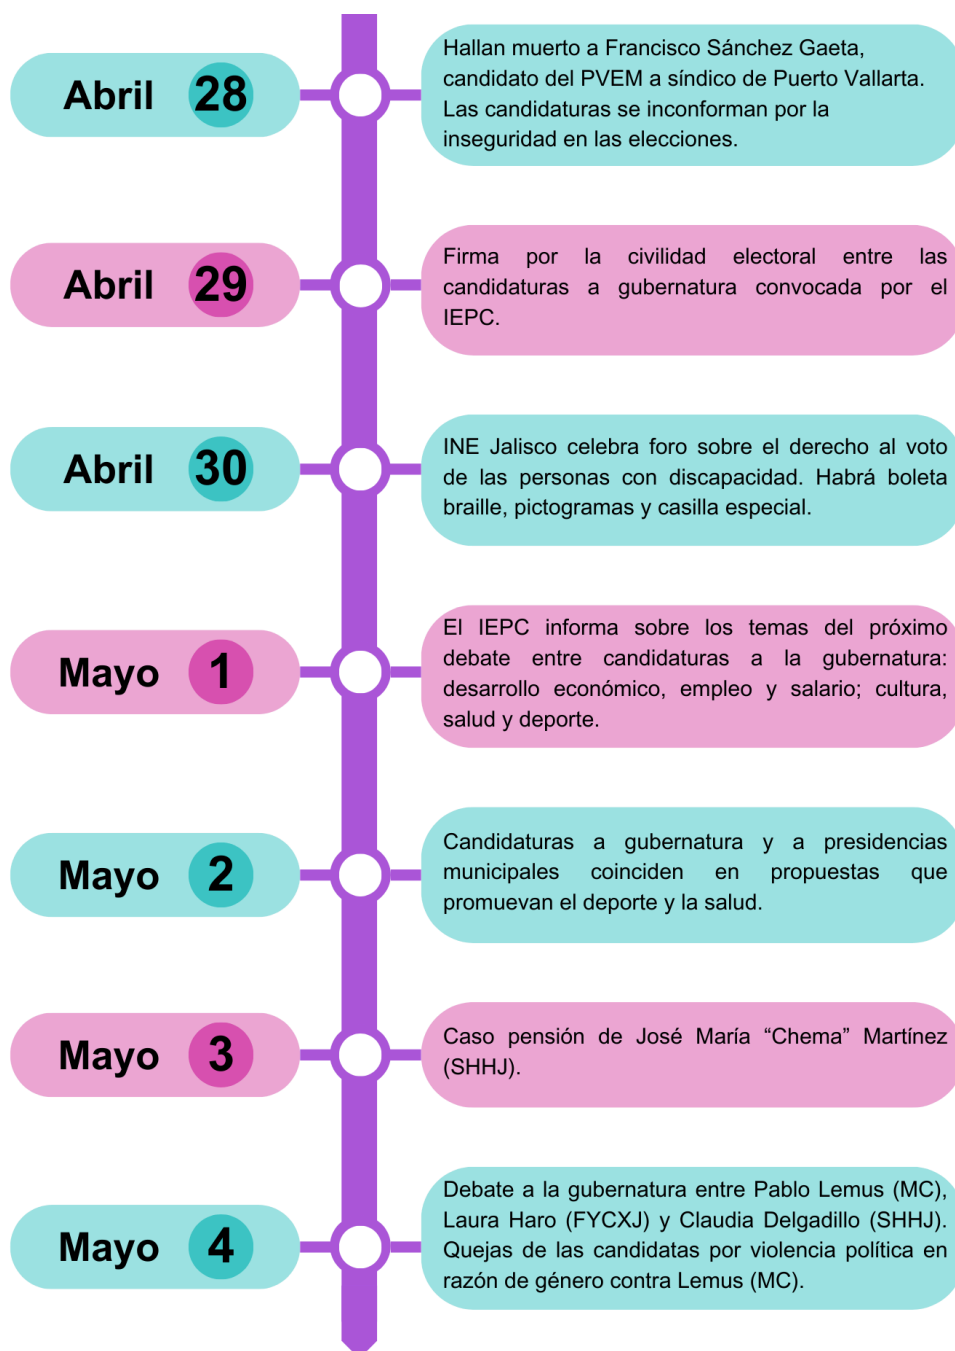 Abril 28
Hallan muerto a Francisco Sánchez Gaeta,
candidato del PVEM a síndico de Puerto Vallarta.
Las candidaturas se inconforman por la
inseguridad en las elecciones.
Abril 29
Firma por la civilidad electoral entre las
candidaturas a gubernatura convocada por el
IEPC.
Abril 30
INE Jalisco celebra foro sobre el derecho al voto
de las personas con discapacidad. Habrá boleta
braille, pictogramas y casilla especial.
Mayo 1
El IEPC informa sobre los temas del próximo
debate entre candidaturas a la gubernatura:
desarrollo económico, empleo y salario; cultura,
salud y deporte.
Mayo 2
Candidaturas a gubernatura y a presidencias
municipales coinciden en propuestas que
promuevan el deporte y la salud.
Mayo 3
Caso pensión de José María “Chema” Martínez
(SHHJ).
Mayo 4
Debate a la gubernatura entre Pablo Lemus (MC),
Laura Haro (FYCXJ) y Claudia Delgadillo (SHHJ).
Quejas de las candidatas por violencia política en
razón de género contra Lemus (MC).